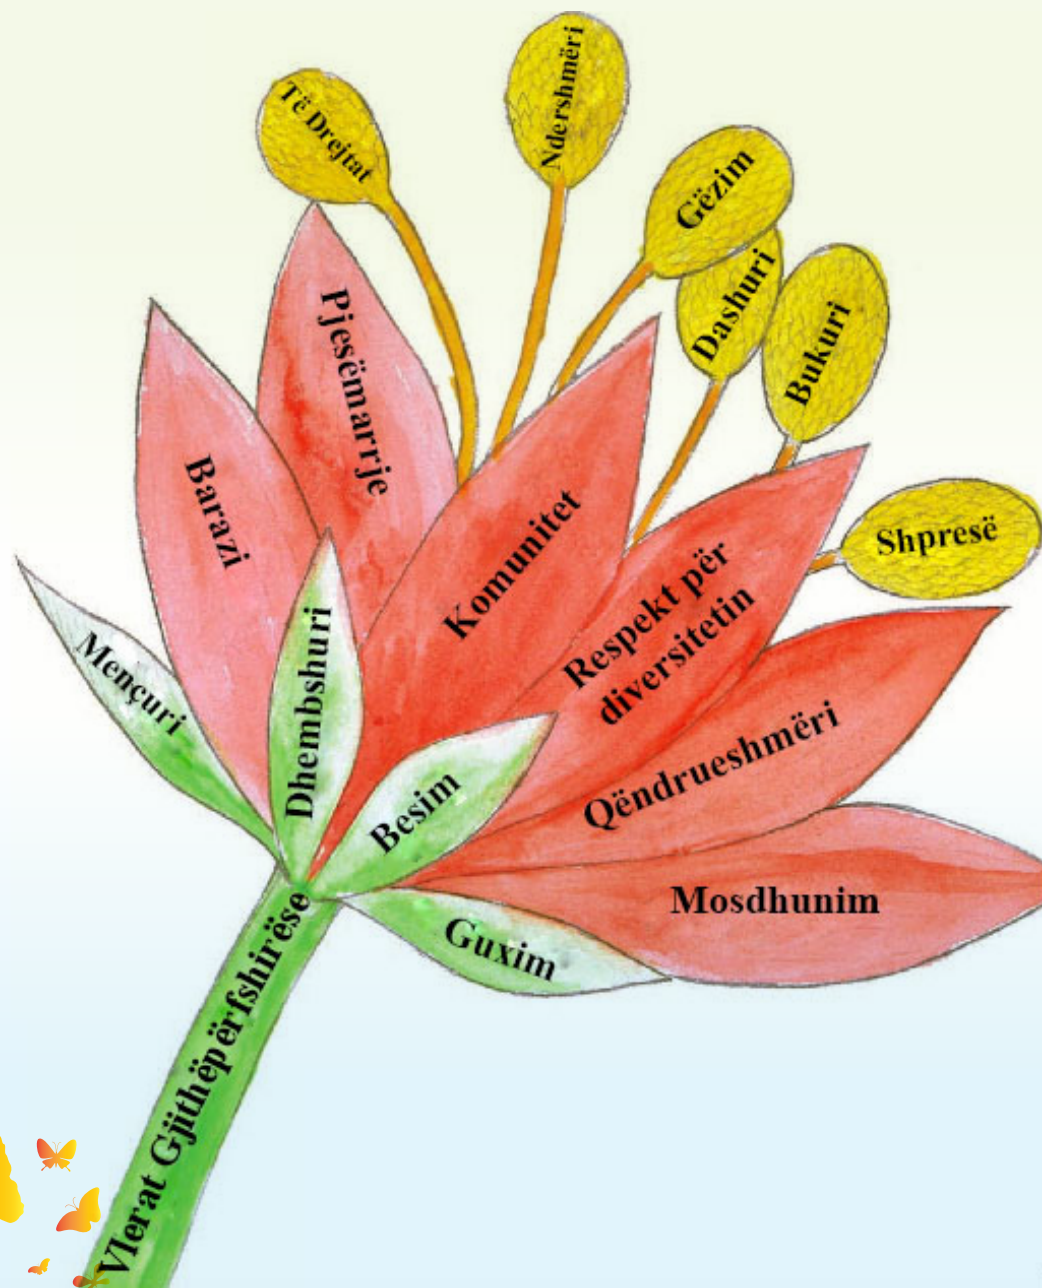 Të Drejtat
Ndershmëri
Gëzim
Dashuri
Bukuri
Shpresë
Pjesëmarrje
Barazi
Komunitet
Respekt për
diversitetin
Qëndrueshmëri
Mosdhunim
Mençuri
Dhembshuri
Besim
Guxim
Vlerat Gjithëpërfshirëse